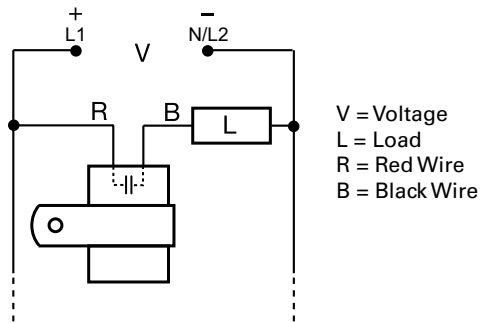 + −
L1 V N/L2
R B L
V = Voltage
L = Load
R = Red Wire
B = Black Wire